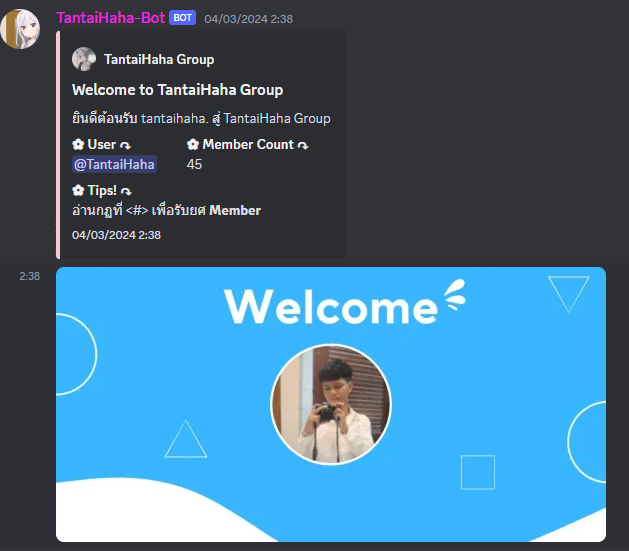 TantaiHaha-Bot BOT 04/03/2024 2:38
TantaiHaha Group
Welcome to TantaiHaha Group
ยินดีต้อนรับ tantaihaha. สู่ TantaiHaha Group
✿ User ↷ ✿ Member Count ↷
@TantaiHaha 45
✿ Tips! ↷
อ่านกฏที่ <#> เพื่อรับยศ Member
04/03/2024 2:38
2:38
Welcome